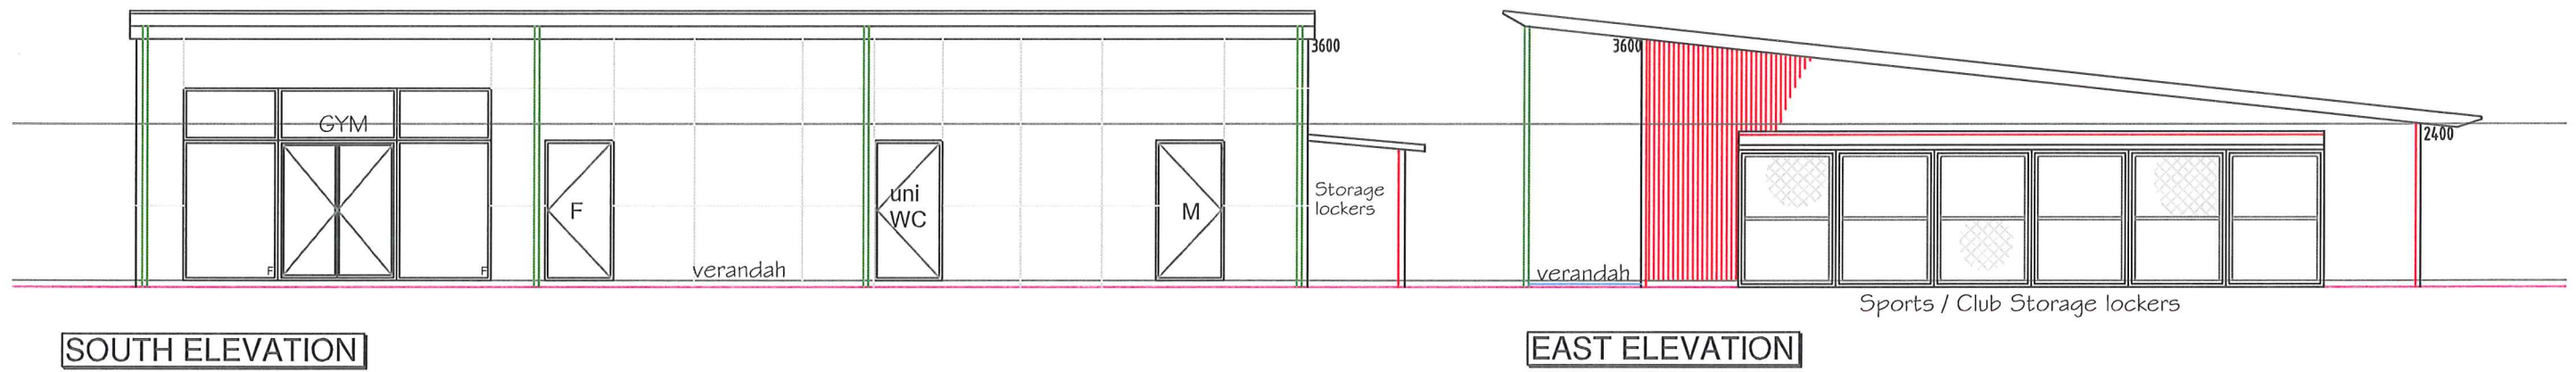 3600
GYM
F
F
F
uni
WC
M
verandah
Storage
lockers
SOUTH ELEVATION
3600
2400
verandah
Sports / Club Storage lockers
EAST ELEVATION